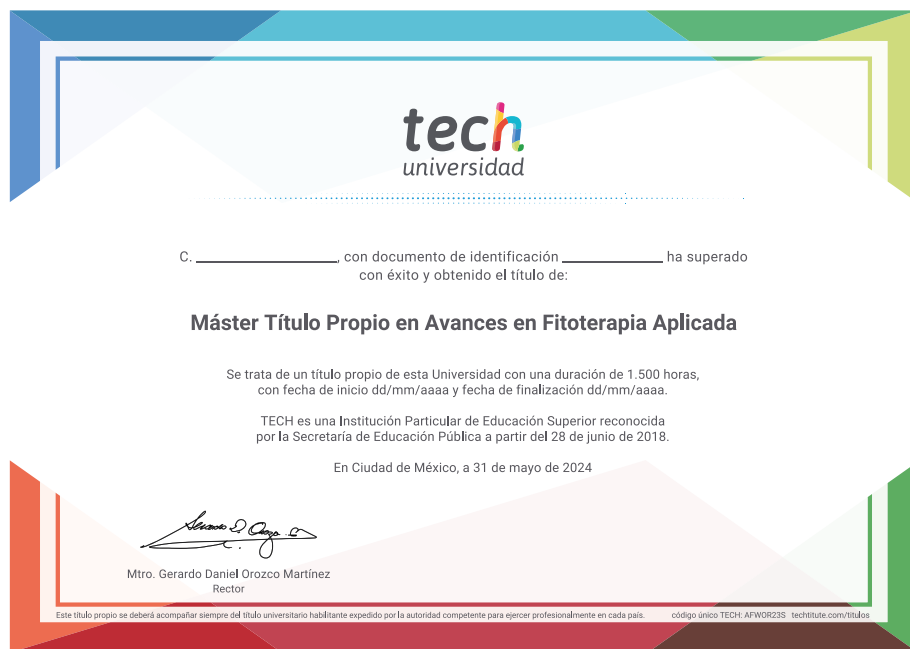 tech
universidad
C. ____________________, con documento de identificación ______________ ha superado
con éxito y obtenido el título de:
Máster Título Propio en Avances en Fitoterapia Aplicada
Se trata de un título propio de esta Universidad con una duración de 1.500 horas,
con fecha de inicio dd/mm/aaaa y fecha de finalización dd/mm/aaaa.
TECH es una Institución Particular de Educación Superior reconocida
por la Secretaría de Educación Pública a partir del 28 de junio de 2018.
En Ciudad de México, a 31 de mayo de 2024
Mtro. Gerardo Daniel Orozco Martínez
Rector
Este título propio se deberá acompañar siempre del título universitario habilitante expedido por la autoridad competente para ejercer profesionalmente en cada país. código único TECH: AFWOR23S techtitute.com/titulos